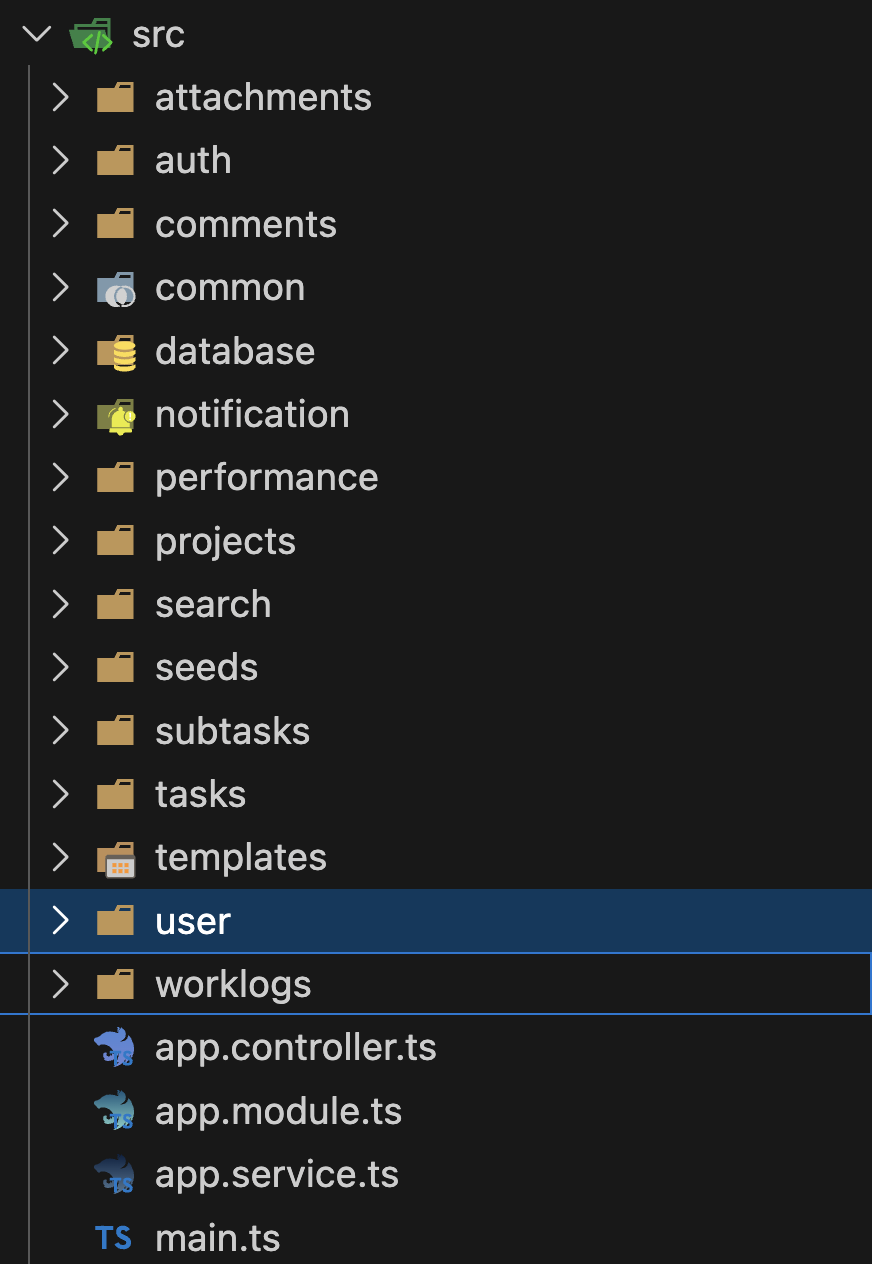 src
attachments
auth
comments
common
database
notification
performance
projects
search
seeds
subtasks
tasks
templates
user
worklogs
app.controller.ts
app.module.ts
app.service.ts
TS main.ts